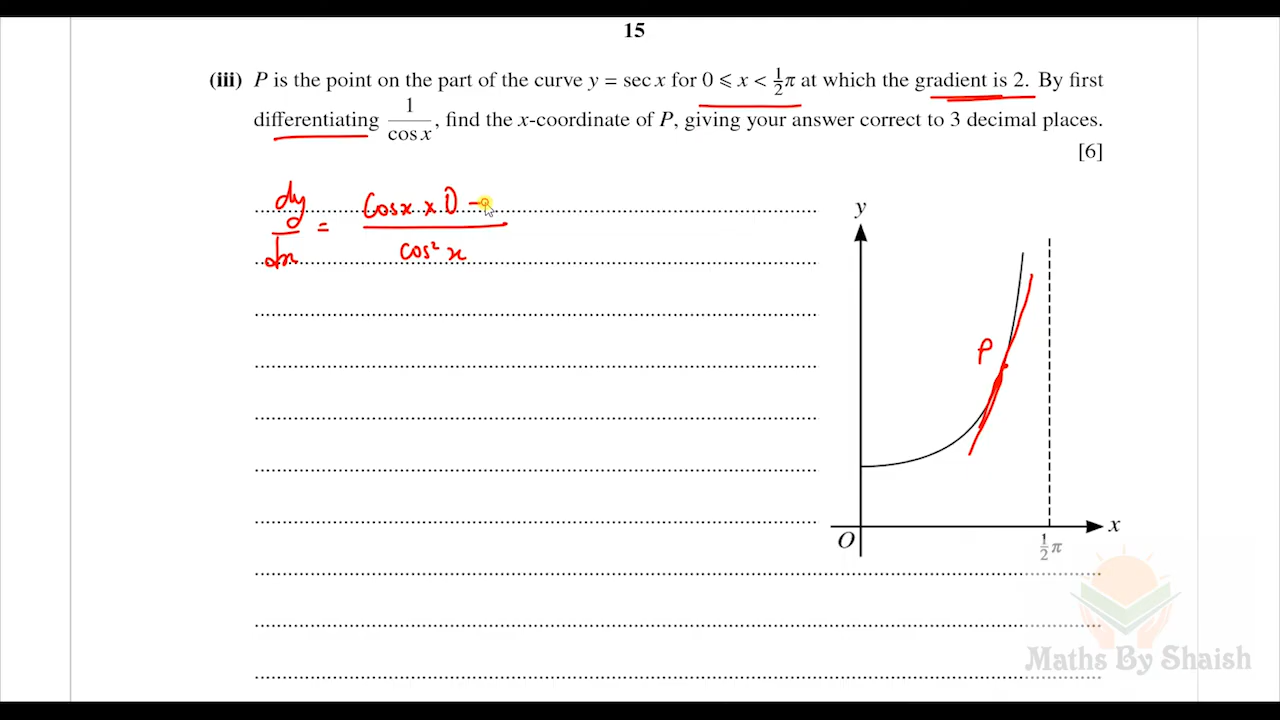 15
(iii) P is the point on the part of the curve y = sec x for 0 ⩽ x < ½π at which the gradient is 2. By first
differentiating 1/cos x, find the x-coordinate of P, giving your answer correct to 3 decimal places.
[6]
dy/dx = (cos x × 0 −)/cos² x
y
P
O
½π
x
Maths By Shaish